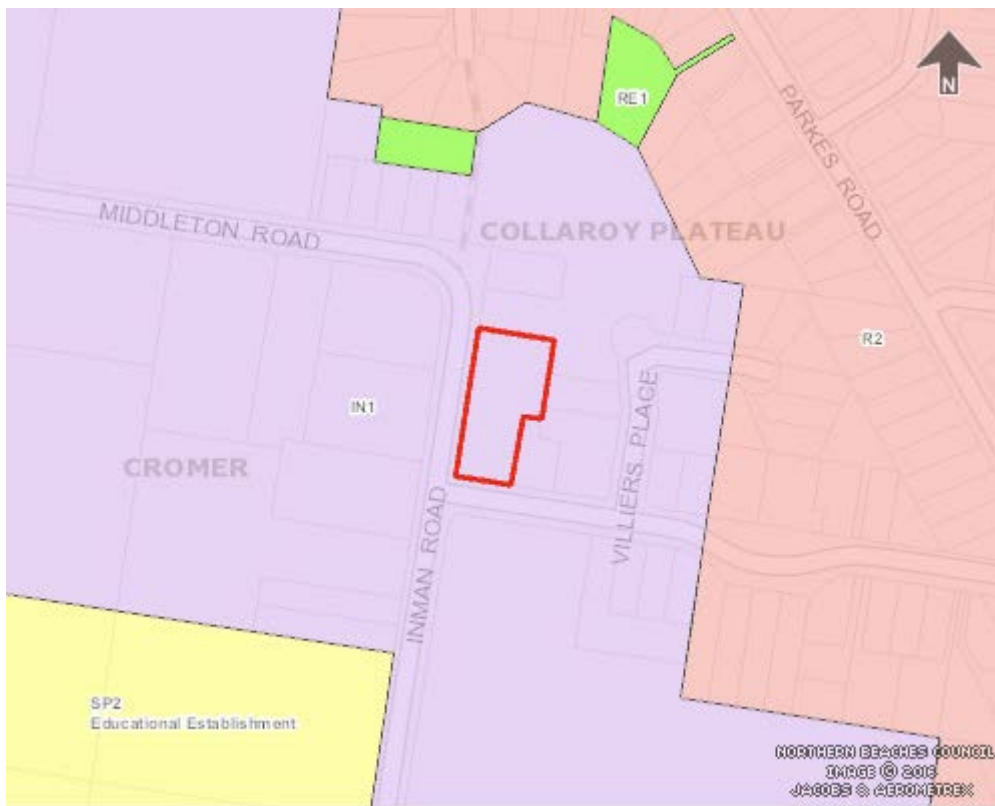 RE1
N
PARKES ROAD
MIDDLETON ROAD
COLLAROY PLATEAU
R2
IN1
VILLIERS PLACE
CROMER
INMAN ROAD
SP2
Educational Establishment
NORTHERN BEACHES COUNCIL
IMAGE © 2016
JACOBS & AEROMETREX